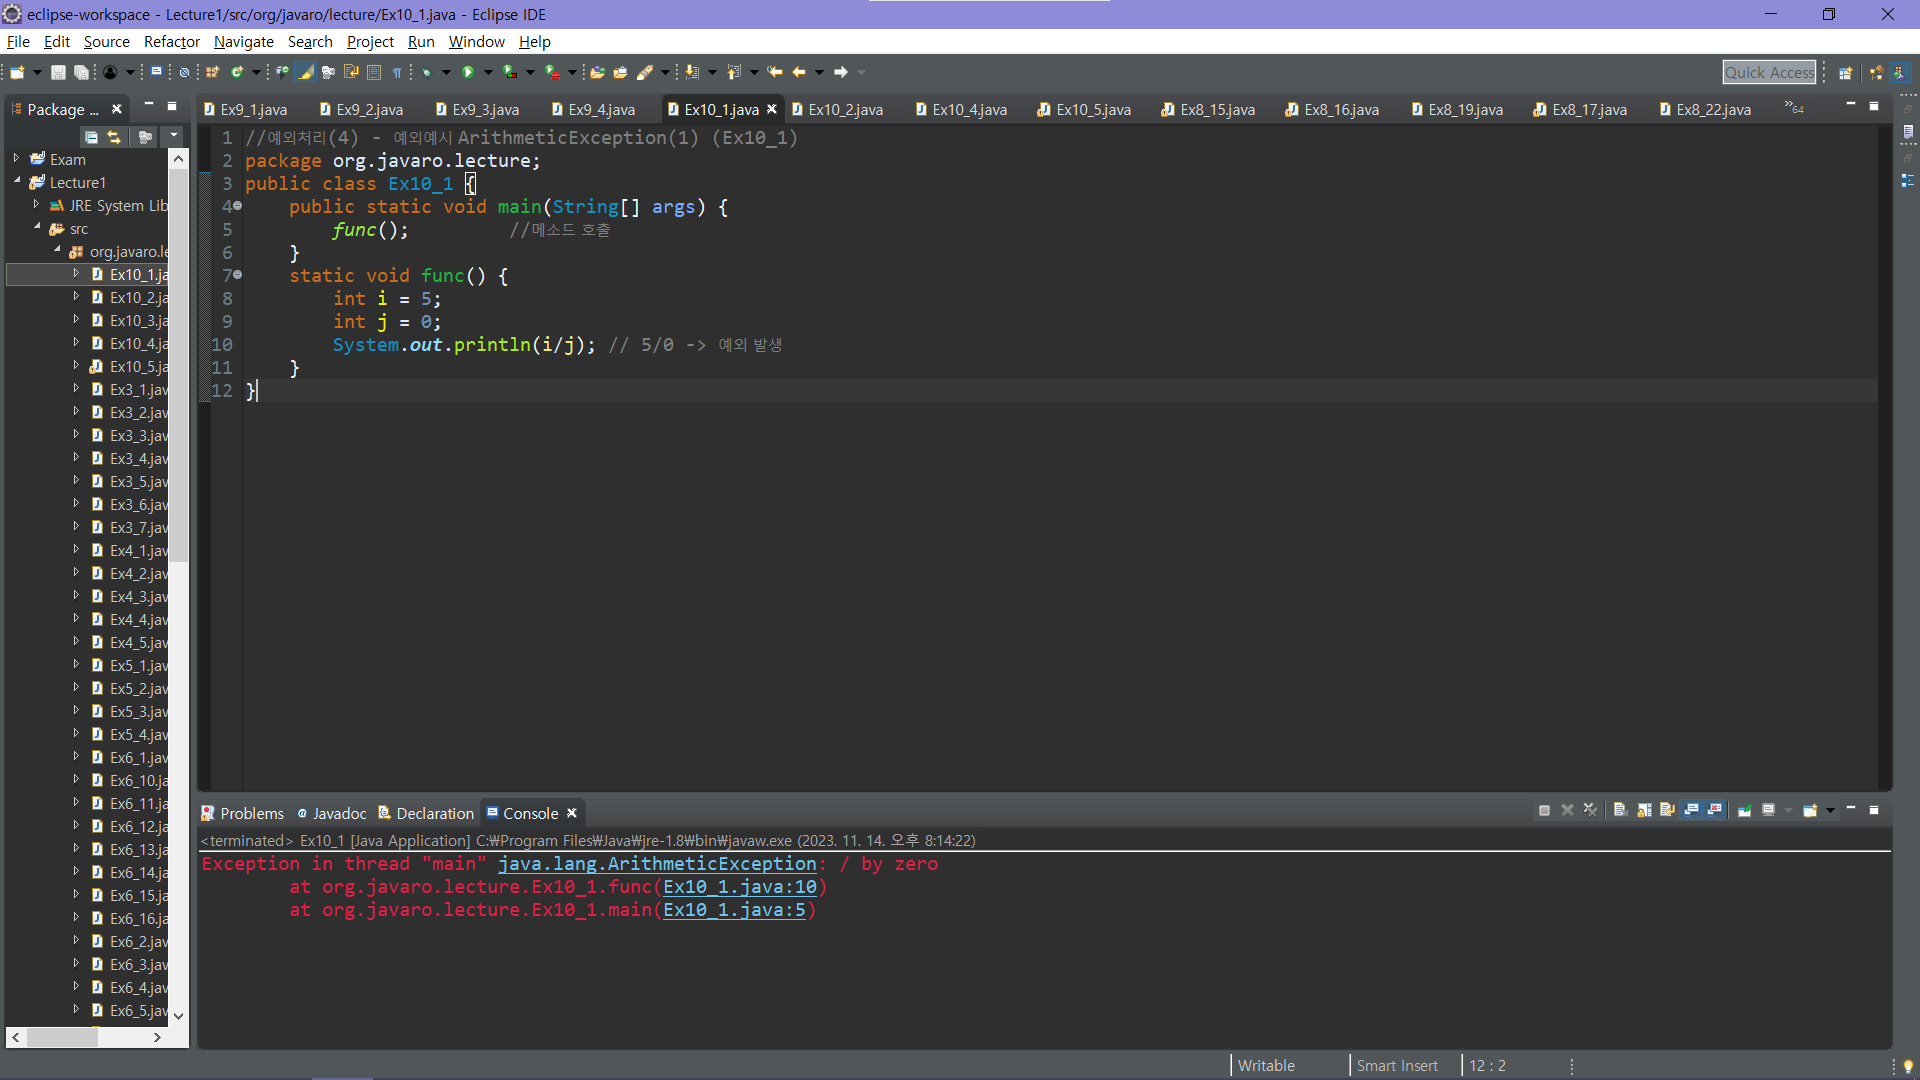 eclipse-workspace - Lecture1/src/org/javaro/lecture/Ex10_1.java - Eclipse IDE
File Edit Source Refactor Navigate Search Project Run Window Help
Quick Access
Package ...
Ex9_1.java Ex9_2.java Ex9_3.java Ex9_4.java Ex10_1.java Ex10_2.java Ex10_4.java Ex10_5.java Ex8_15.java Ex8_16.java Ex8_19.java Ex8_17.java Ex8_22.java »64
Exam
Lecture1
JRE System Lib
src
org.javaro.le
Ex10_1.ja
Ex10_2.ja
Ex10_3.ja
Ex10_4.ja
Ex10_5.ja
Ex3_1.jav
Ex3_2.jav
Ex3_3.jav
Ex3_4.jav
Ex3_5.jav
Ex3_6.jav
Ex3_7.jav
Ex4_1.jav
Ex4_2.jav
Ex4_3.jav
Ex4_4.jav
Ex4_5.jav
Ex5_1.jav
Ex5_2.jav
Ex5_3.jav
Ex5_4.jav
Ex6_1.jav
Ex6_10.ja
Ex6_11.ja
Ex6_12.ja
Ex6_13.ja
Ex6_14.ja
Ex6_15.ja
Ex6_16.ja
Ex6_2.jav
Ex6_3.jav
Ex6_4.jav
Ex6_5.jav
1 //예외처리(4) - 예외예시 ArithmeticException(1) (Ex10_1)
2 package org.javaro.lecture;
3 public class Ex10_1 {
4 public static void main(String[] args) {
5 func(); //메소드 호출
6 }
7 static void func() {
8 int i = 5;
9 int j = 0;
10 System.out.println(i/j); // 5/0 -> 예외 발생
11 }
12 }
Problems Javadoc Declaration Console
<terminated> Ex10_1 [Java Application] C:₩Program Files₩Java₩jre-1.8₩bin₩javaw.exe (2023. 11. 14. 오후 8:14:22)
Exception in thread "main" java.lang.ArithmeticException: / by zero
at org.javaro.lecture.Ex10_1.func(Ex10_1.java:10)
at org.javaro.lecture.Ex10_1.main(Ex10_1.java:5)
Writable Smart Insert 12 : 2